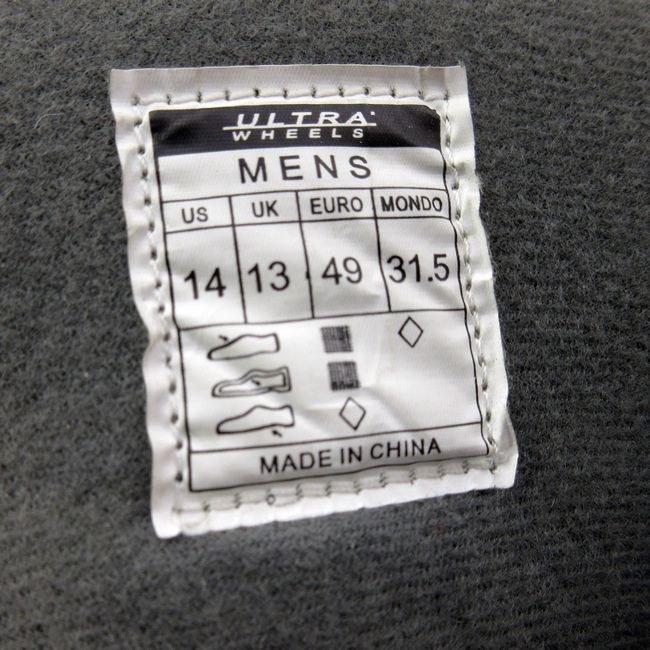 ULTRA
WHEELS
MENS
US UK EURO MONDO
14 13 49 31.5
MADE IN CHINA